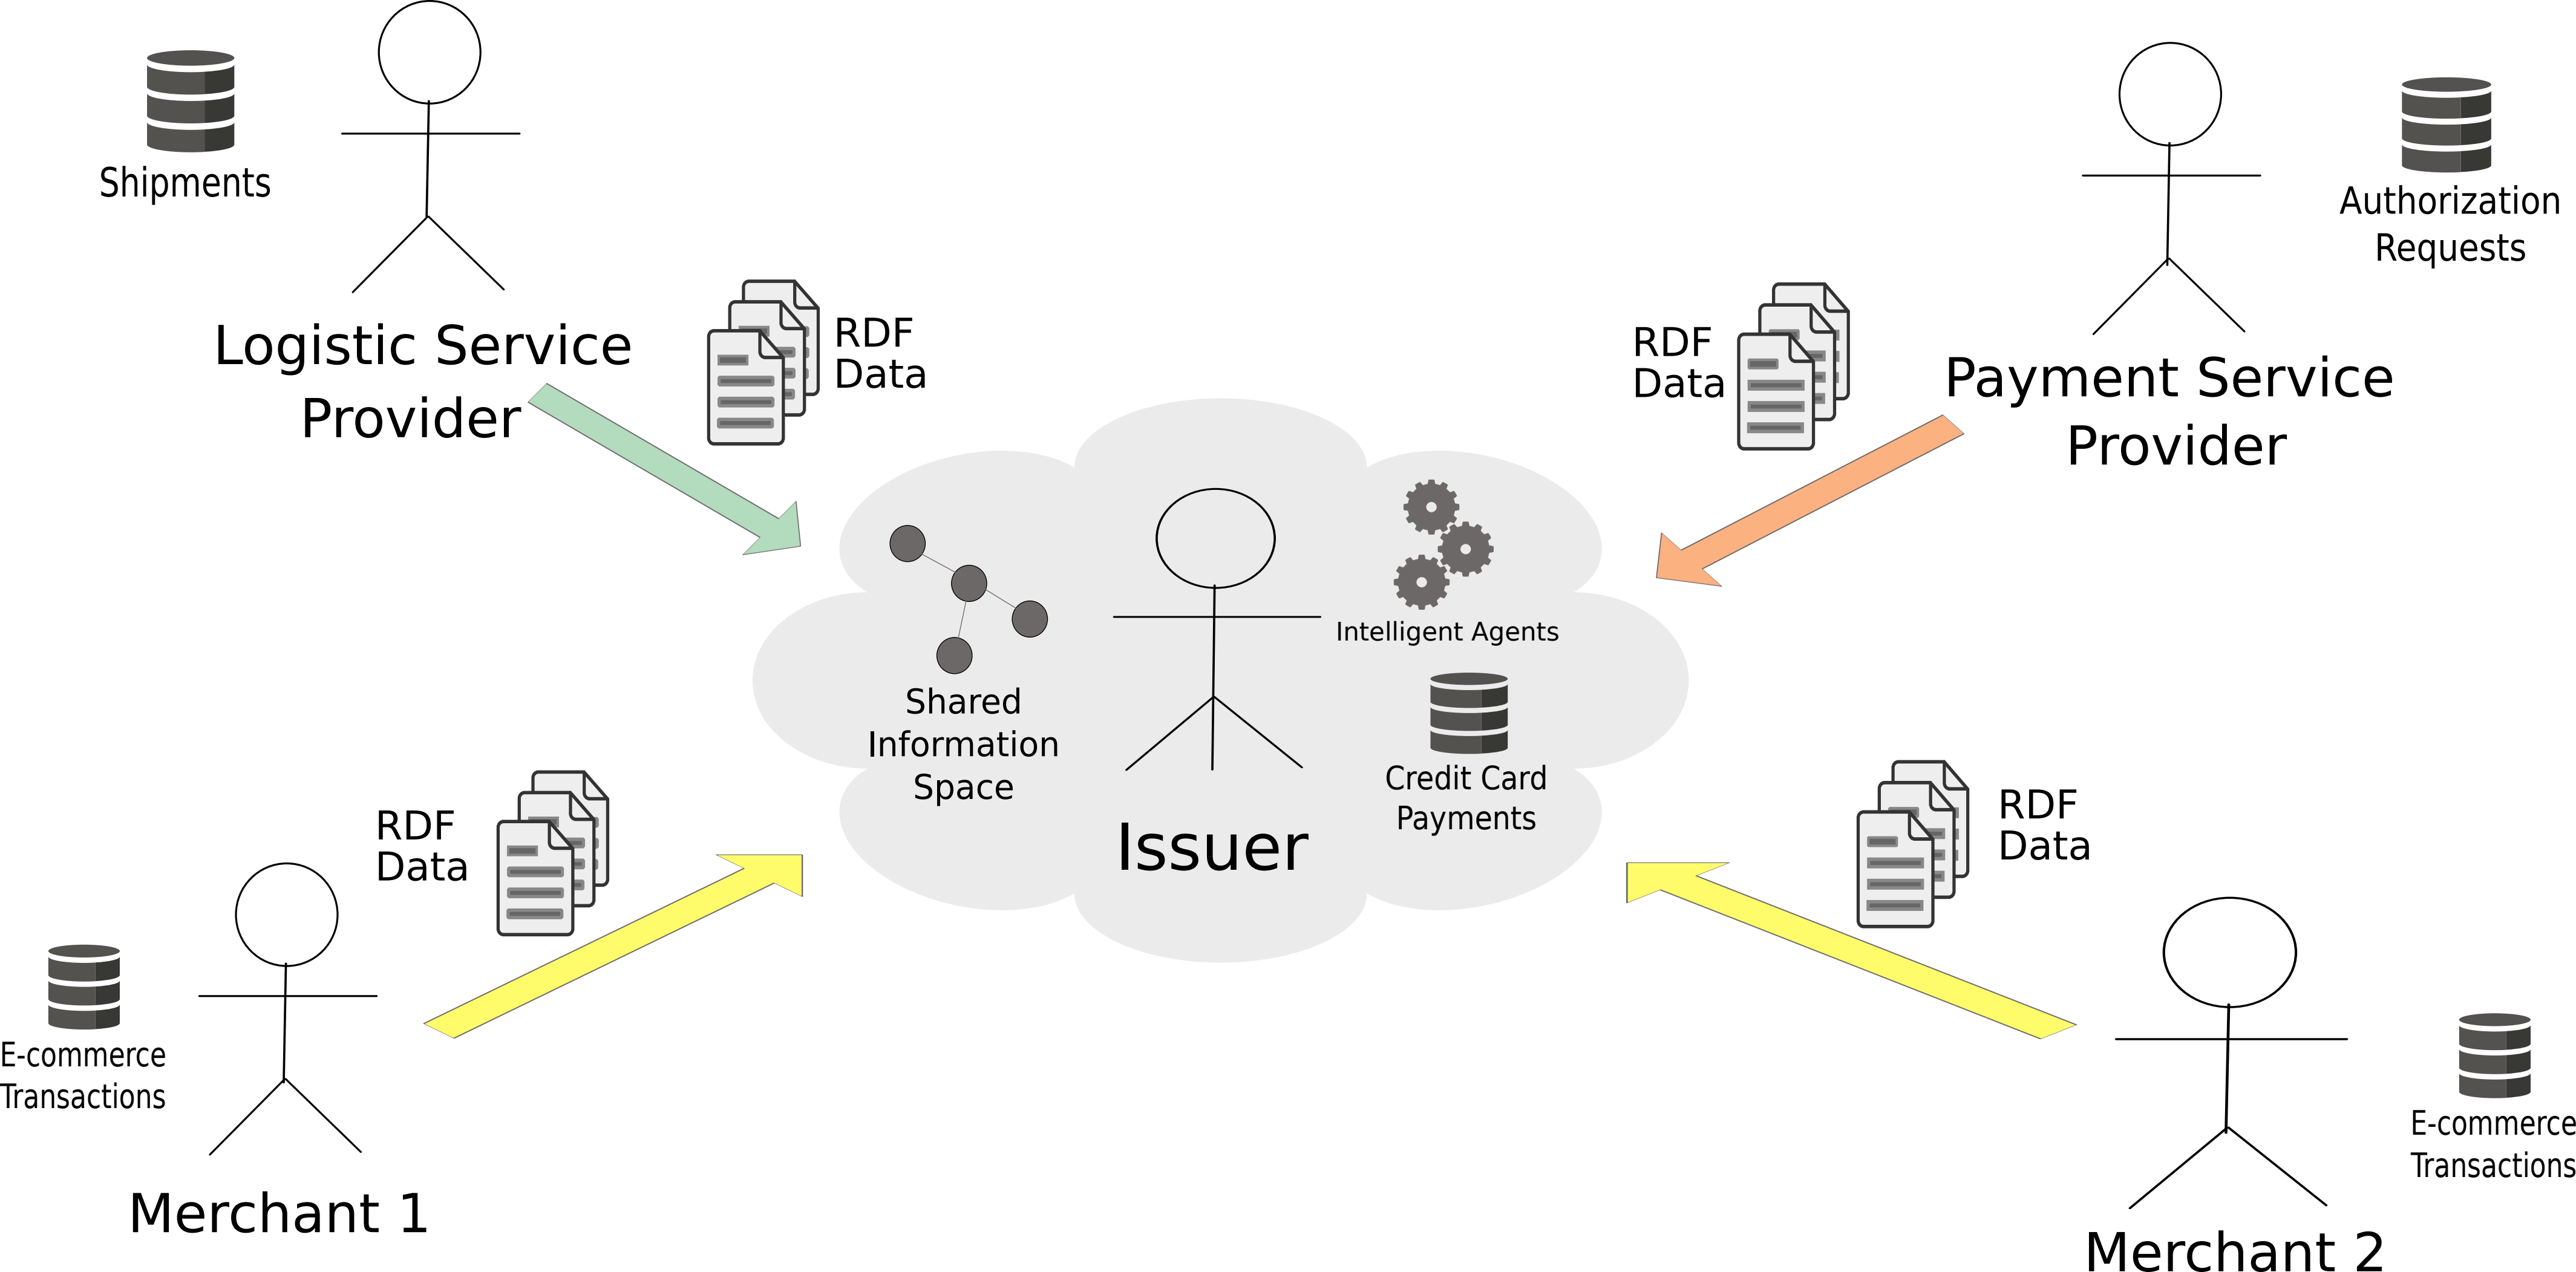 Shipments
Logistic Service
Provider
RDF
Data
Authorization
Requests
RDF
Data
Payment Service
Provider
Shared
Information
Space
Issuer
Intelligent Agents
Credit Card
Payments
RDF
Data
E-commerce
Transactions
Merchant 1
RDF
Data
E-commerce
Transactions
Merchant 2